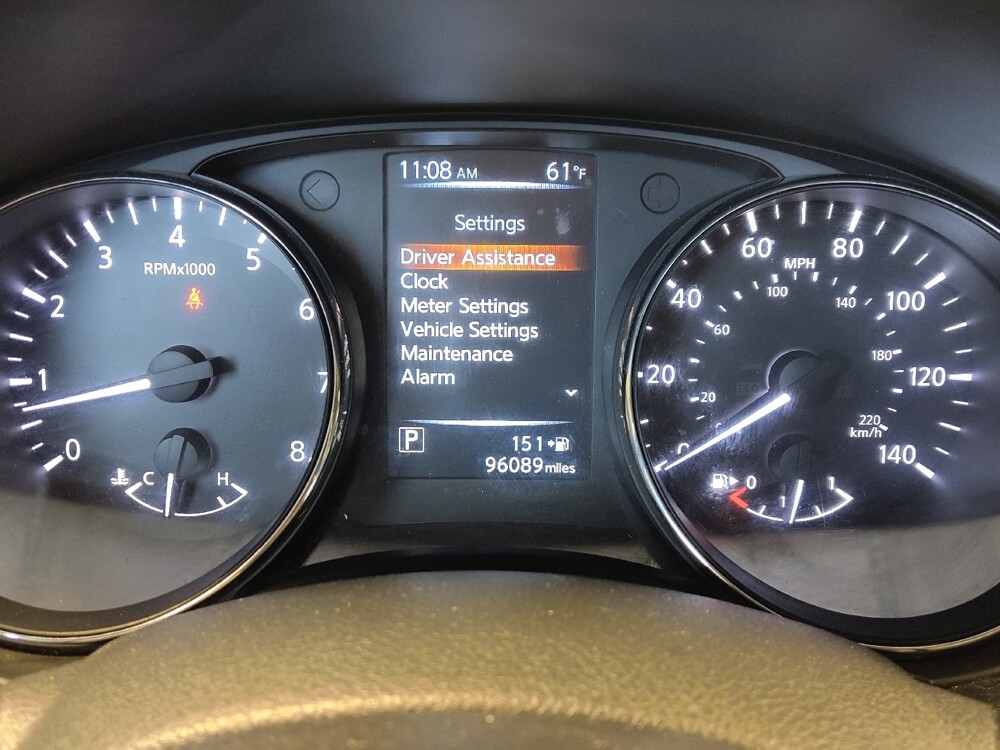 11:08 AM 61°F
Settings
Driver Assistance
Clock
Meter Settings
Vehicle Settings
Maintenance
Alarm
P 151
96089 miles
0
1
2
3
4
5
6
7
8
RPMx1000
C H
0
20
40
60
80
100
120
140
MPH
20
60
100
140
180
220
km/h
0 1 1